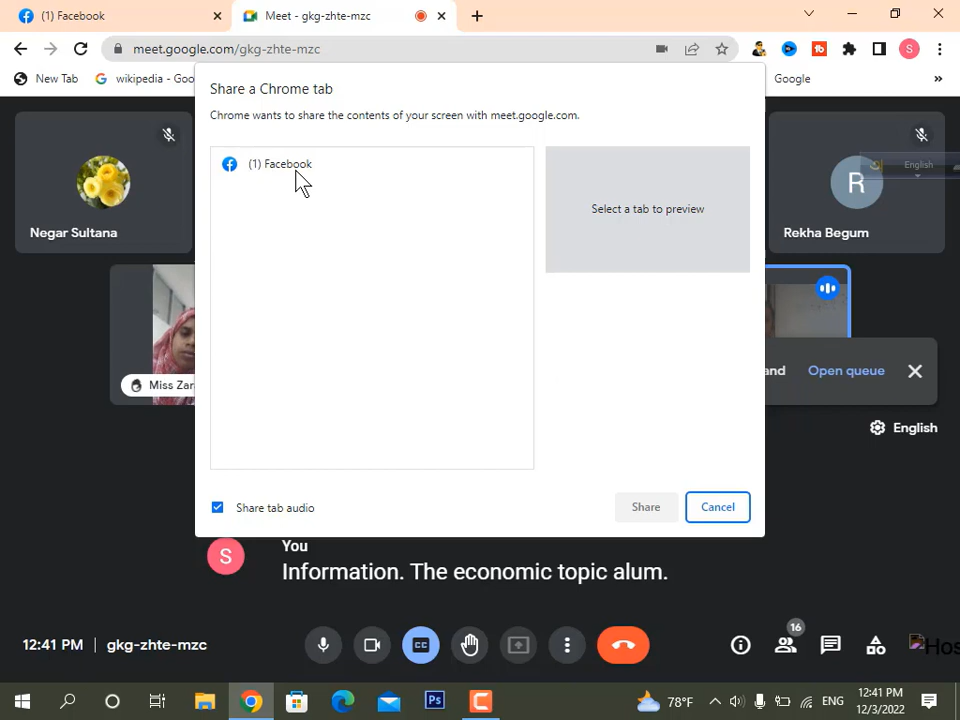 (1) Facebook
Meet - gkg-zhte-mzc
meet.google.com/gkg-zhte-mzc
S
New Tab
wikipedia - Goo
Google
Share a Chrome tab
Chrome wants to share the contents of your screen with meet.google.com.
(1) Facebook
Select a tab to preview
English
R
Negar Sultana
Rekha Begum
Miss Zar
and
Open queue
English
Share tab audio
Share
Cancel
S
You
Information. The economic topic alum.
16
12:41 PM
gkg-zhte-mzc
CC
Hos
Ps
78°F
ENG
12:41 PM
12/3/2022